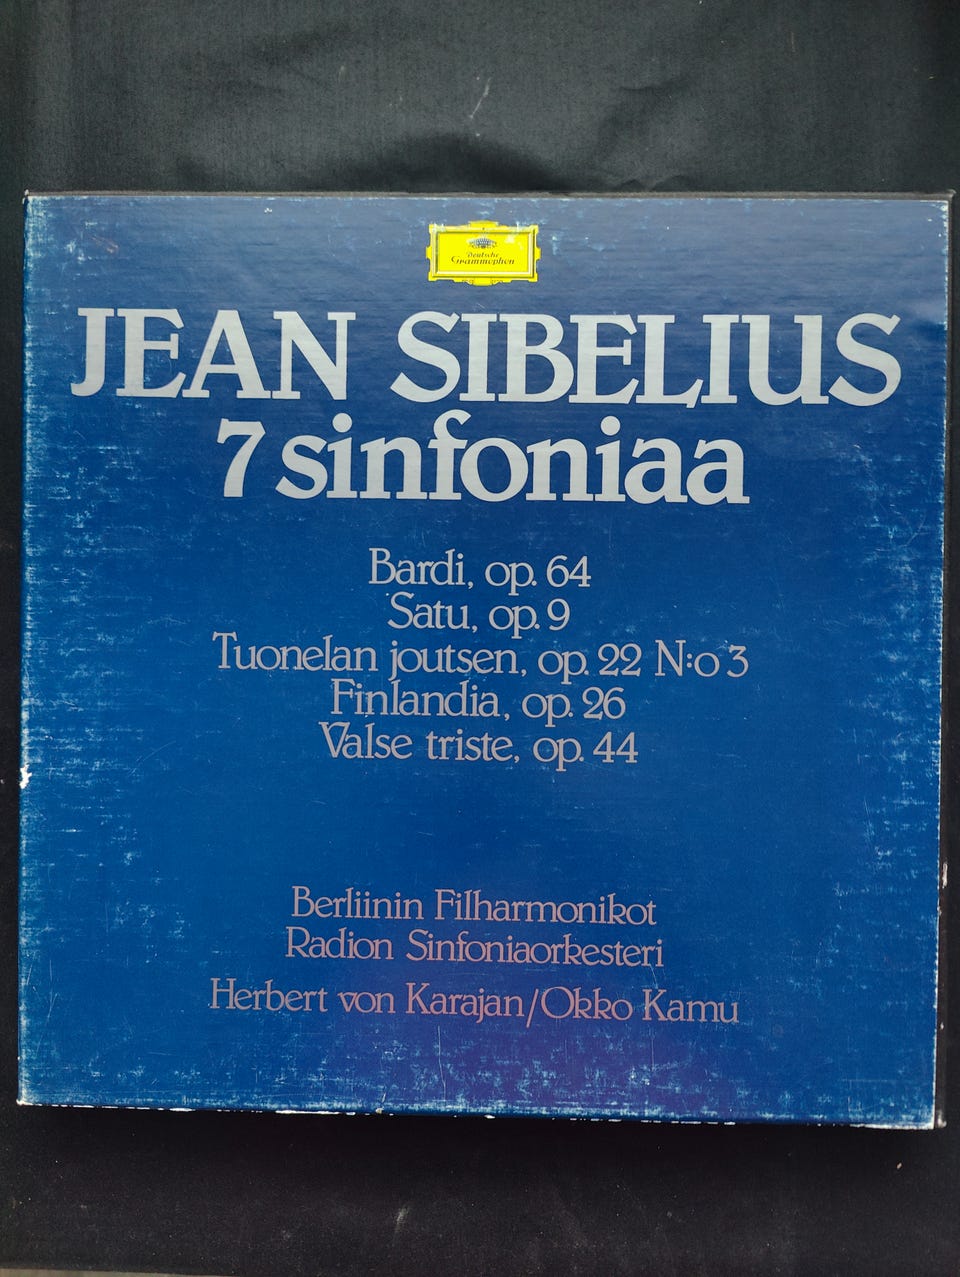 Deutsche
Grammophon
JEAN SIBELIUS
7 sinfoniaa
Bardi, op. 64
Satu, op. 9
Tuonelan joutsen, op. 22 N:o 3
Finlandia, op. 26
Valse triste, op. 44
Berliinin Filharmonikot
Radion Sinfoniaorkesteri
Herbert von Karajan/Okko Kamu